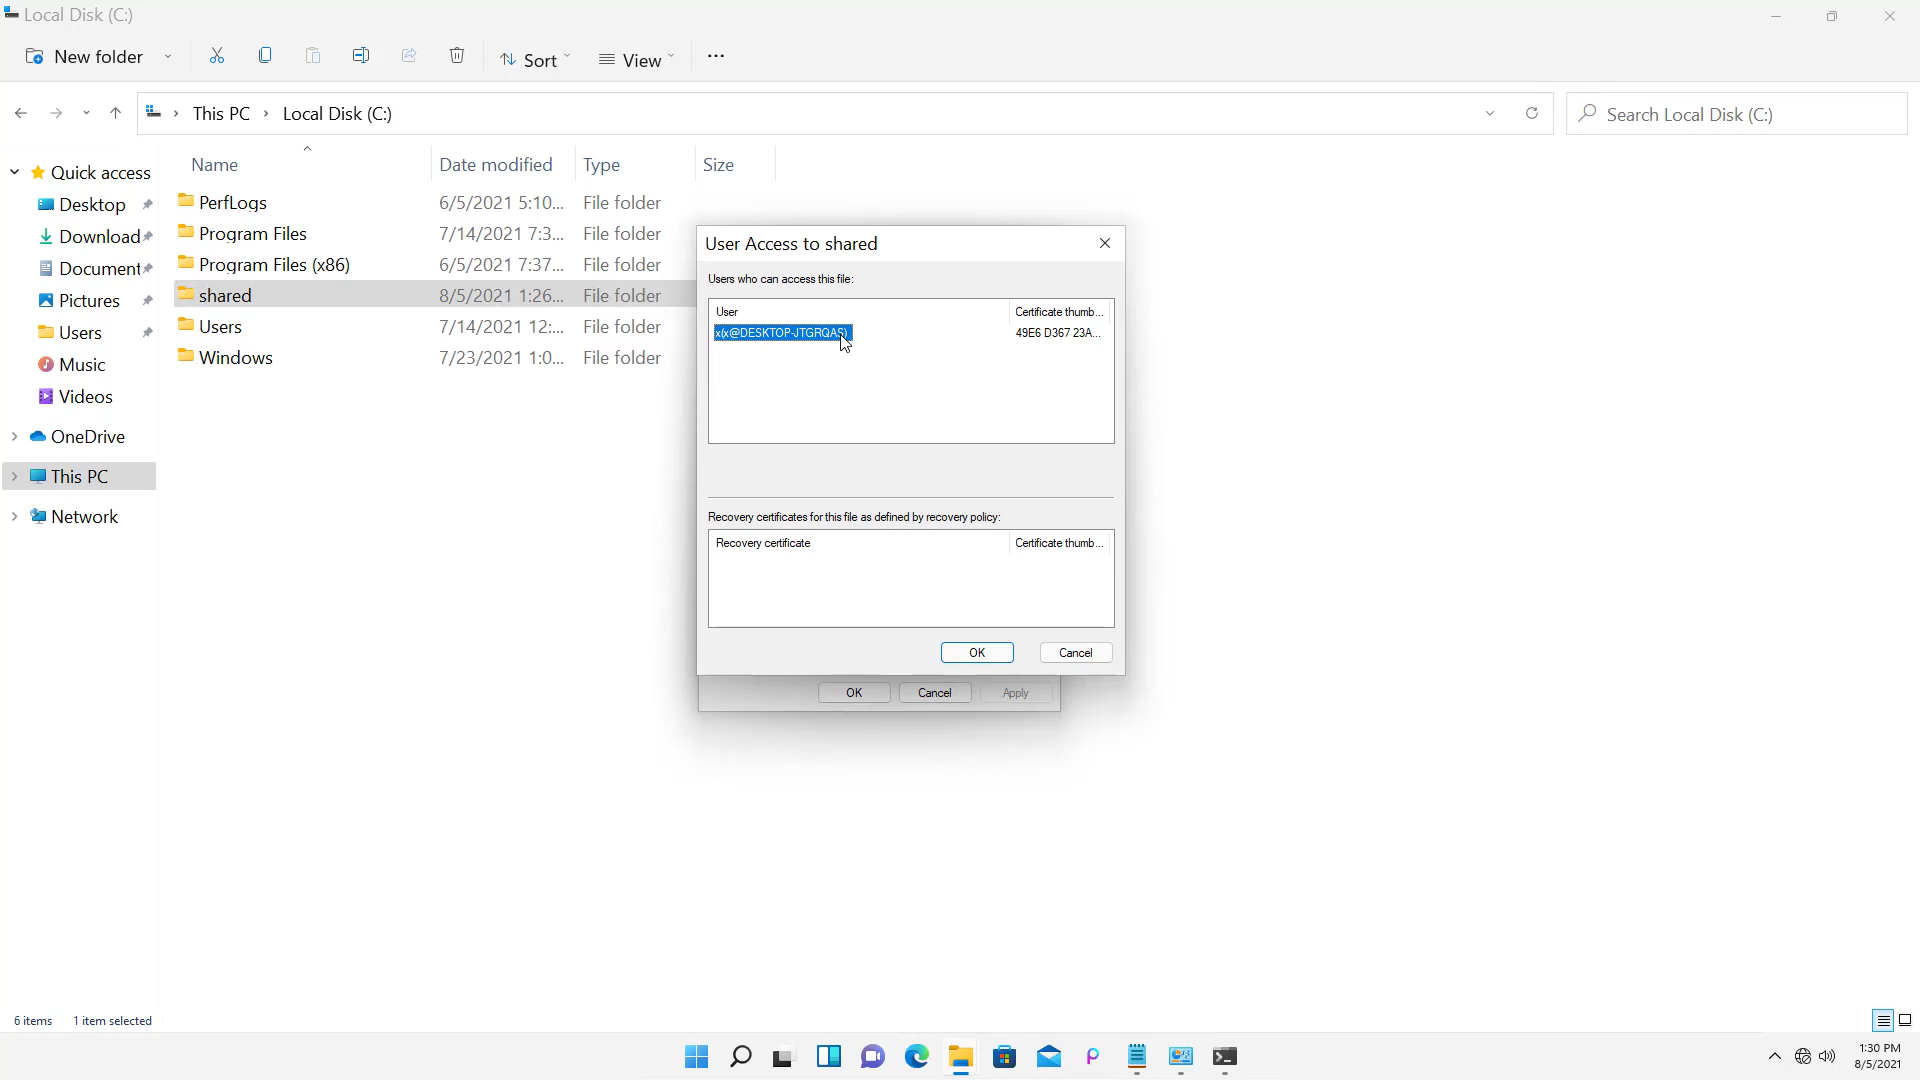 Local Disk (C:)
New folder
Sort
View
This PC
Local Disk (C:)
Search Local Disk (C:)
Name
Date modified
Type
Size
Quick access
Desktop
Download
Document
Pictures
Users
Music
Videos
OneDrive
This PC
Network
PerfLogs 6/5/2021 5:10... File folder
Program Files 7/14/2021 7:3... File folder
Program Files (x86) 6/5/2021 7:37... File folder
shared 8/5/2021 1:26... File folder
Users 7/14/2021 12:... File folder
Windows 7/23/2021 1:0... File folder
User Access to shared
Users who can access this file:
User Certificate thumb...
x(x@DESKTOP-JTGRQAS) 49E6 D367 23A...
Recovery certificates for this file as defined by recovery policy:
Recovery certificate Certificate thumb...
OK Cancel
OK Cancel Apply
6 items 1 item selected
1:30 PM
8/5/2021